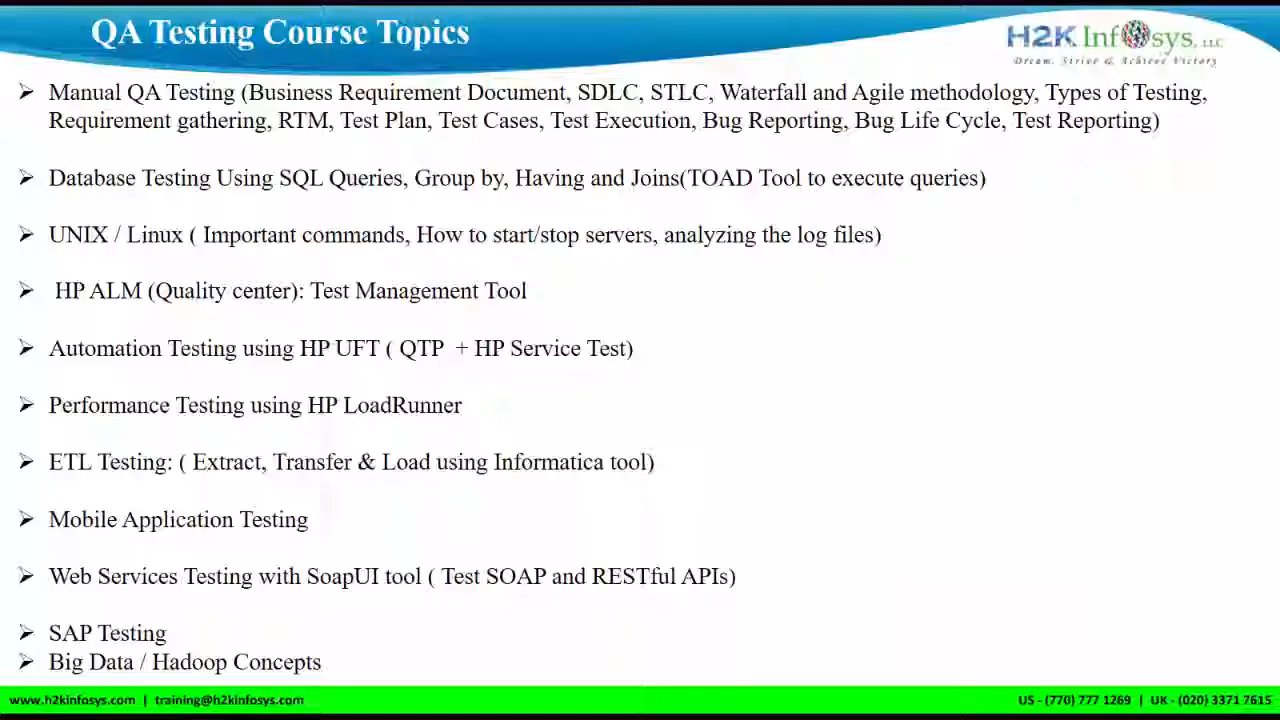 QA Testing Course Topics
H2K Infosys, LLC
Dream, Strive & Achieve Victory
➢ Manual QA Testing (Business Requirement Document, SDLC, STLC, Waterfall and Agile methodology, Types of Testing,
Requirement gathering, RTM, Test Plan, Test Cases, Test Execution, Bug Reporting, Bug Life Cycle, Test Reporting)
➢ Database Testing Using SQL Queries, Group by, Having and Joins(TOAD Tool to execute queries)
➢ UNIX / Linux ( Important commands, How to start/stop servers, analyzing the log files)
➢ HP ALM (Quality center): Test Management Tool
➢ Automation Testing using HP UFT ( QTP + HP Service Test)
➢ Performance Testing using HP LoadRunner
➢ ETL Testing: ( Extract, Transfer & Load using Informatica tool)
➢ Mobile Application Testing
➢ Web Services Testing with SoapUI tool ( Test SOAP and RESTful APIs)
➢ SAP Testing
➢ Big Data / Hadoop Concepts
www.h2kinfosys.com | training@h2kinfosys.com US - (770) 777 1269 | UK - (020) 3371 7615